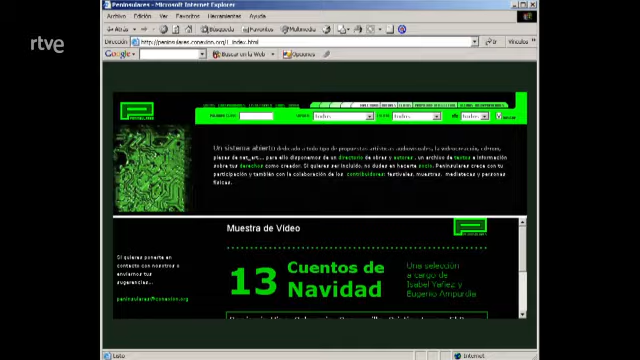 Peninsulares - Microsoft Internet Explorer
Archivo Edición Ver Favoritos Herramientas Ayuda
Atrás Búsqueda Favoritos Multimedia
rtve
Dirección http://peninsulares.conexion.org/1_index.html Ir Vínculos
Google Buscar en la Web Opciones
PENINSULARES
todos todos todos
Un sistema abierto dedicado a todo tipo de propuestas artísticas audiovisuales, la videocreación, cdrom,
piezas de net_art... para ello disponemos de un directorio de obras y autores, un archivo de textos e información
sobre tus derechos como creador. Si quieres ser incluido, no dudes en hacerte socio. Peninsulares crece con tu
participación y también con la colaboración de los contribuidores: festivales, muestras, mediatecas y personas
físicas.
Muestra de Video
Si quieres ponerte en
contacto con nosotros o
enviarnos tus
sugerencias...
peninsulares@conexion.org
13 Cuentos de
Navidad
Una selección
a cargo de
Isabel Yañez y
Eugenio Ampudia
Listo Internet